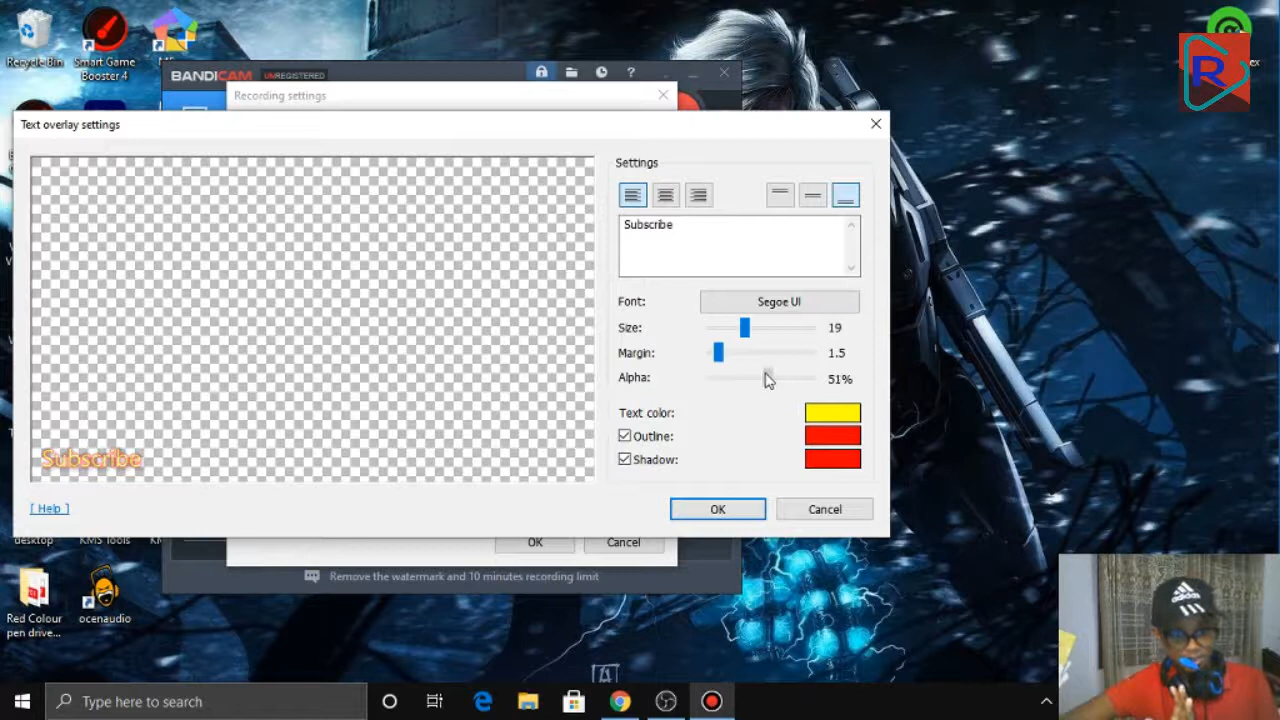 Recycle Bin
Smart Game
Booster 4
BANDICAM UNREGISTERED
?
Recording settings
Text overlay settings
Settings
Subscribe
Font:
Segoe UI
Size:
19
Margin:
1.5
Alpha:
51%
Text color:
Outline:
Shadow:
Subscribe
[ Help ]
OK
Cancel
desktop
KMS Tools
OK
Cancel
Remove the watermark and 10 minutes recording limit
Red Colour
pen drive...
ocenaudio
Type here to search
R
adidas